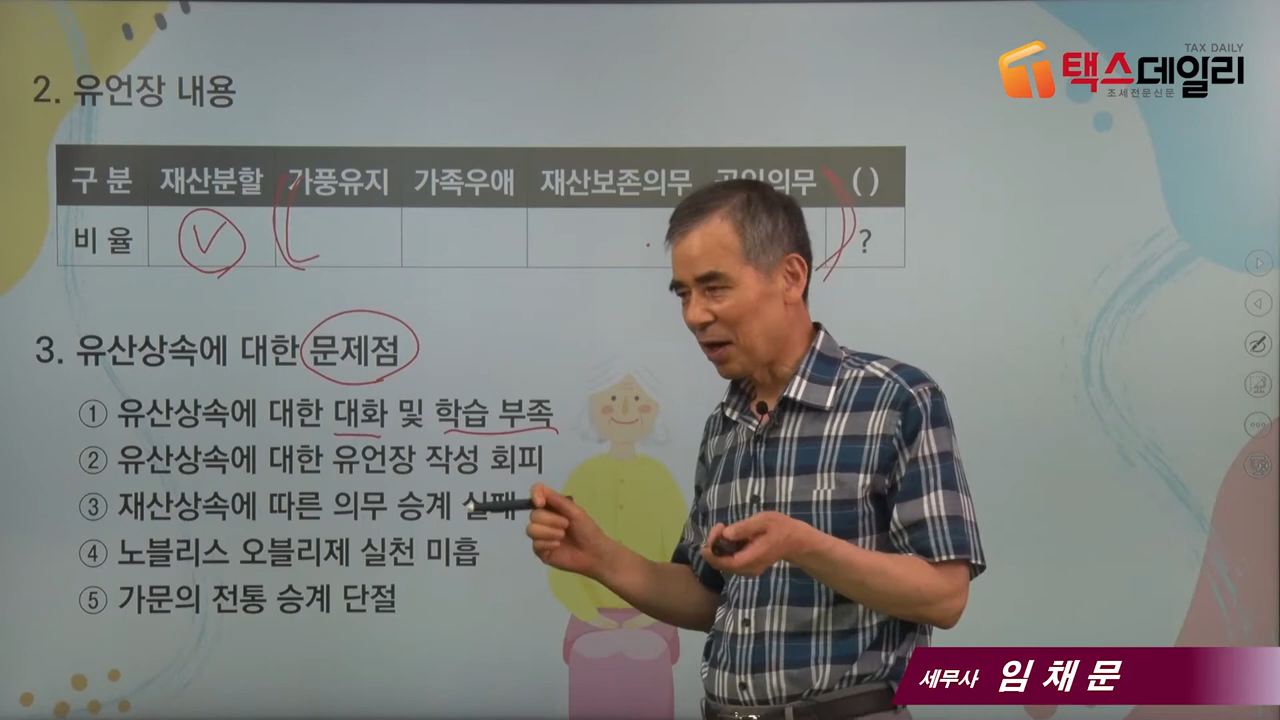 TAX DAILY
택스데일리
조세전문신문
2. 유언장 내용
구 분 재산분할 가풍유지 가족우애 재산보존의무 ( )
비 율 ?
3. 유산상속에 대한 문제점
① 유산상속에 대한 대화 및 학습 부족
② 유산상속에 대한 유언장 작성 회피
③ 재산상속에 따른 의무 승계 실패
④ 노블리스 오블리제 실천 미흡
⑤ 가문의 전통 승계 단절
세무사 임채문